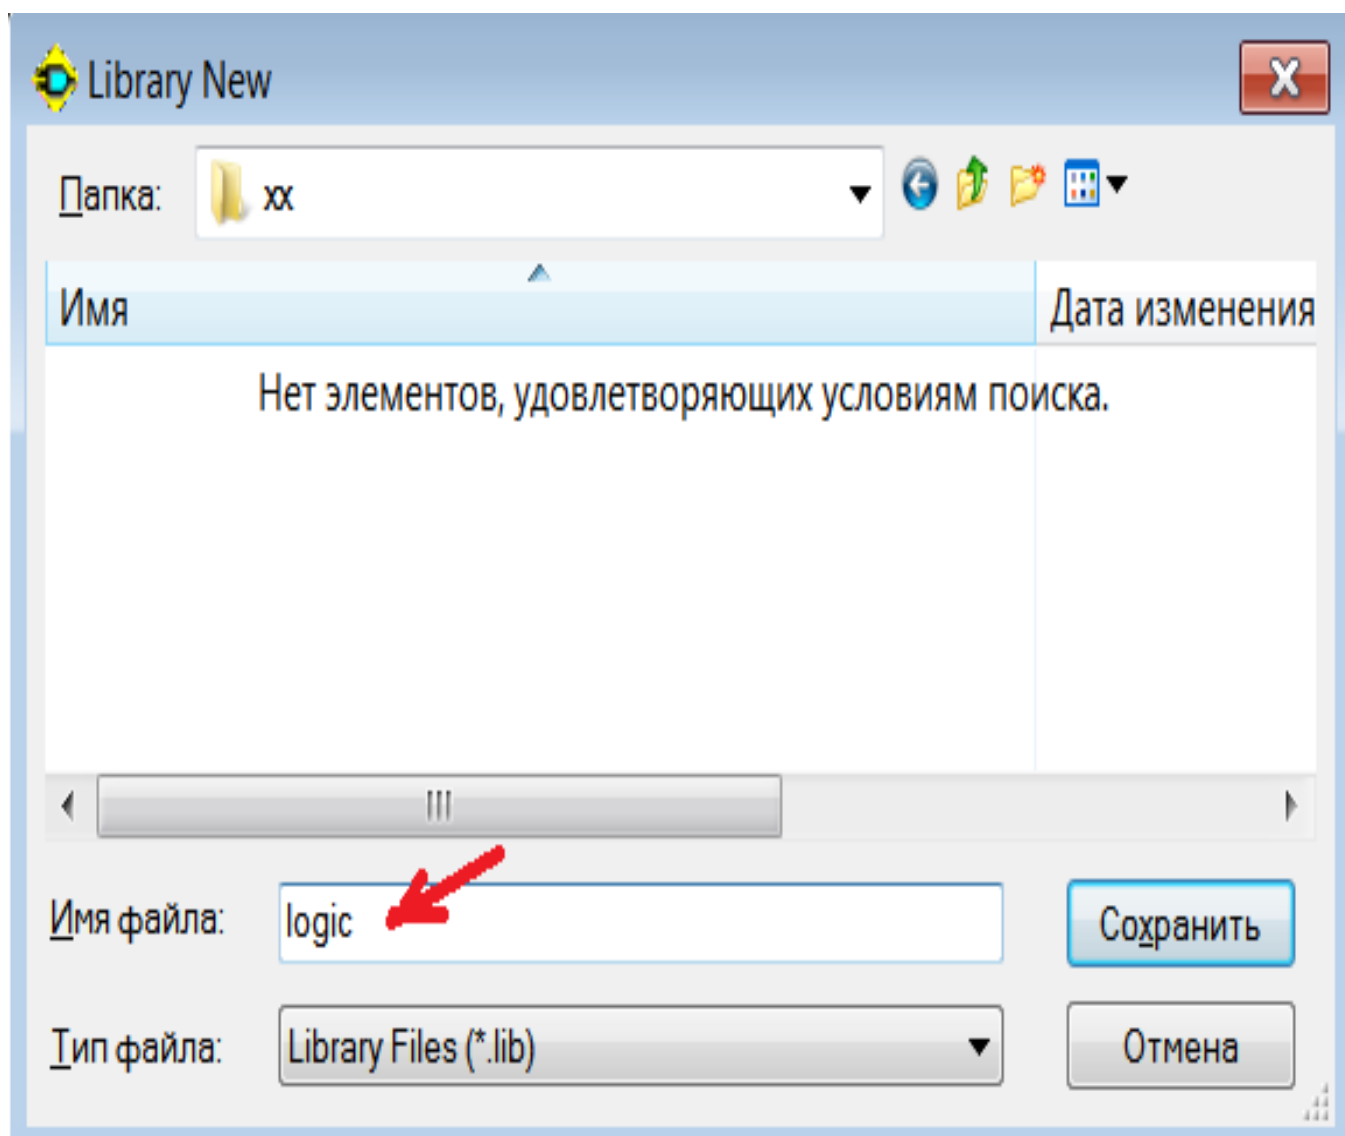 Library New
Папка: xx
Имя Дата изменения
Нет элементов, удовлетворяющих условиям поиска.
Имя файла: logic Сохранить
Тип файла: Library Files (*.lib) Отмена